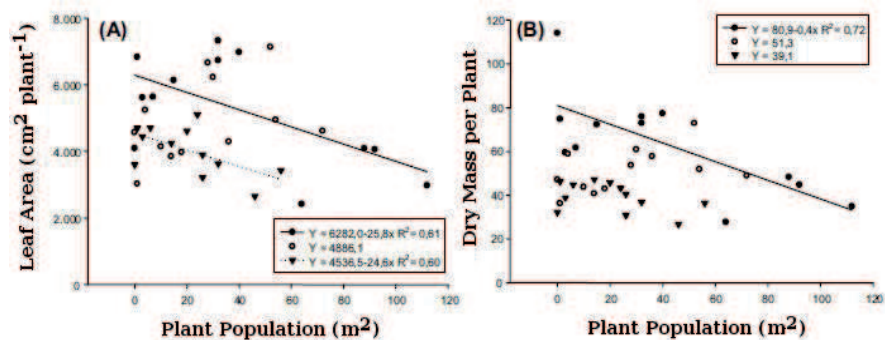 (A)
Leaf Area (cm² plant⁻¹)
8.000
6.000
4.000
2.000
0
Y = 6282,0-25,8x R² = 0,61
Y = 4886,1
Y = 4536,5-24,6x R² = 0,60
0 20 40 60 80 100 120
Plant Population (m²)
(B)
Dry Mass per Plant
120
100
80
60
40
20
0
Y = 80,9-0,4x R² = 0,72
Y = 51,3
Y = 39,1
0 20 40 60 80 100 120
Plant Population (m²)